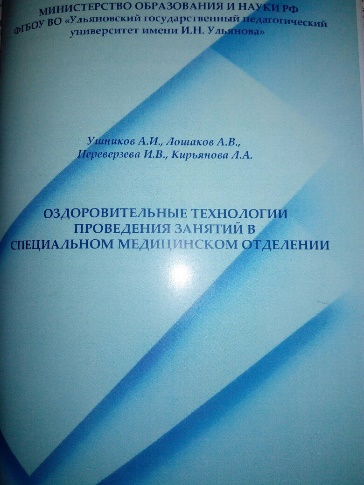 МИНИСТЕРСТВО ОБРАЗОВАНИЯ И НАУКИ РФ
ФГБОУ ВО «Ульяновский государственный педагогический
университет имени И.Н. Ульянова»
Ушников А.И., Лошаков А.В.,
Переверзева И.В., Кирьянова Л.А.
ОЗДОРОВИТЕЛЬНЫЕ ТЕХНОЛОГИИ
ПРОВЕДЕНИЯ ЗАНЯТИЙ В
СПЕЦИАЛЬНОМ МЕДИЦИНСКОМ ОТДЕЛЕНИИ